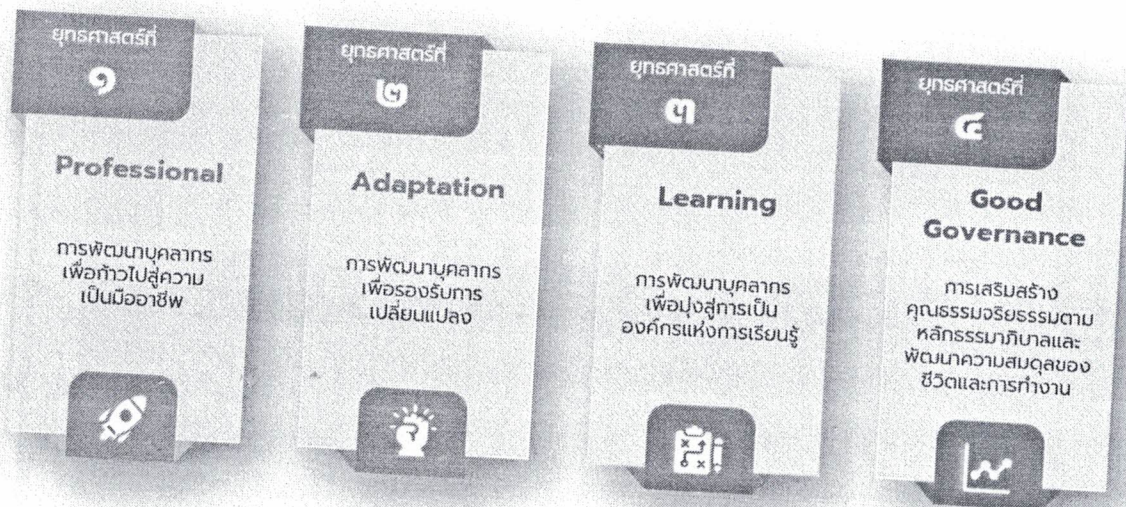 ยุทธศาสตร์ที่
๑
Professional
การพัฒนาบุคลากร
เพื่อก้าวไปสู่ความ
เป็นมืออาชีพ
ยุทธศาสตร์ที่
๒
Adaptation
การพัฒนาบุคลากร
เพื่อรองรับการ
เปลี่ยนแปลง
ยุทธศาสตร์ที่
๓
Learning
การพัฒนาบุคลากร
เพื่อมุ่งสู่การเป็น
องค์กรแห่งการเรียนรู้
ยุทธศาสตร์ที่
๔
Good
Governance
การเสริมสร้าง
คุณธรรมจริยธรรมตาม
หลักธรรมาภิบาลและ
พัฒนาความสมดุลของ
ชีวิตและการทำงาน